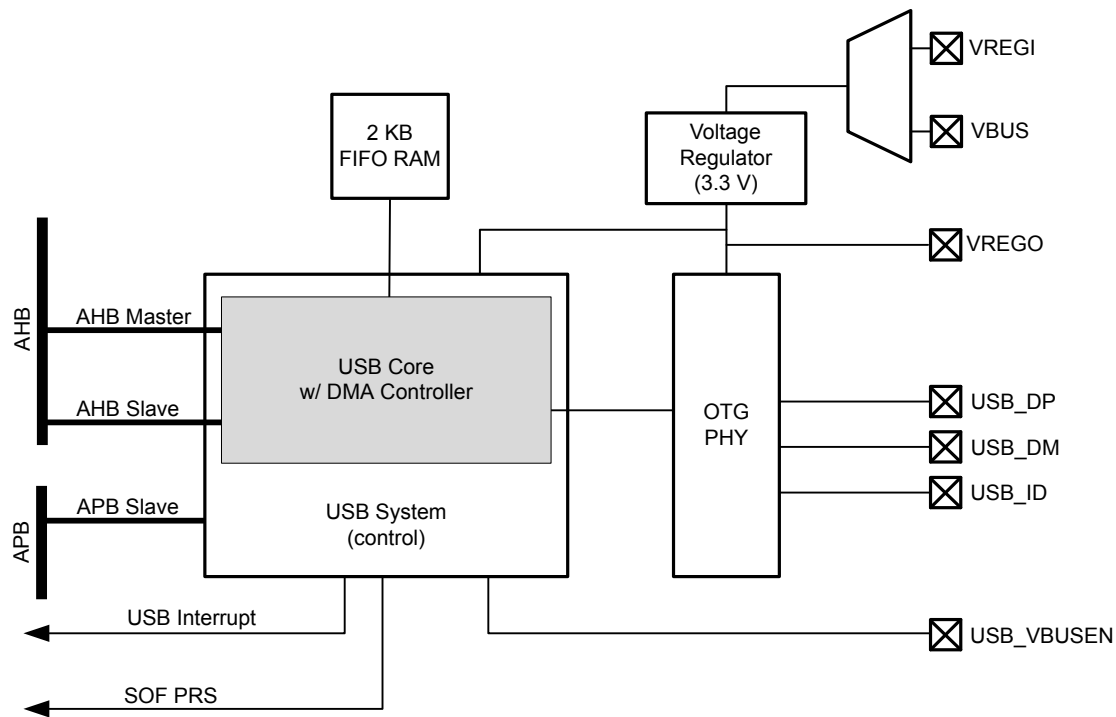 VREGI
2 KB
FIFO RAM
Voltage
Regulator
(3.3 V)
VBUS
VREGO
AHB
AHB Master
USB Core
w/ DMA Controller
AHB Slave
OTG
PHY
USB_DP
USB_DM
USB_ID
APB
APB Slave
USB System
(control)
USB Interrupt
USB_VBUSEN
SOF PRS